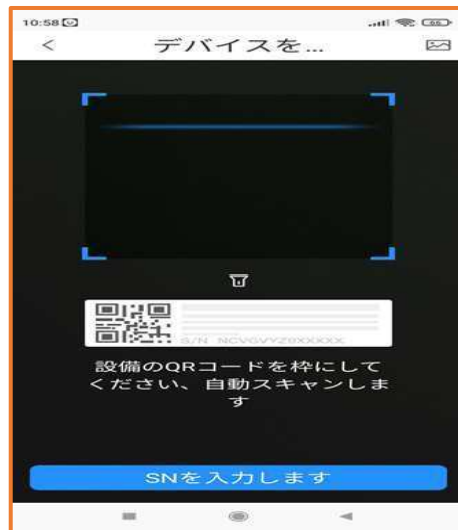 10:58
66
デバイスを...
S/N NCVGVYZ0XXXXX
設備のQRコードを枠にして
ください、自動スキャンしま
す
SNを入力します